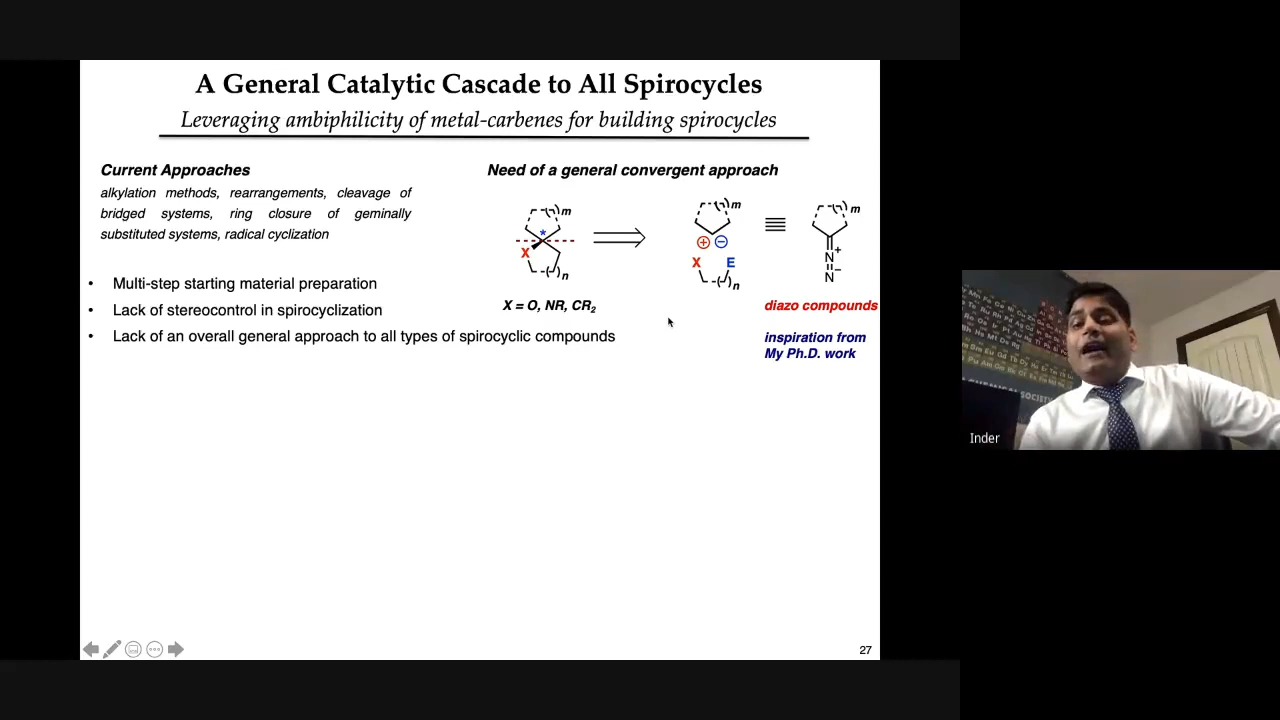 A General Catalytic Cascade to All Spirocycles
Leveraging ambiphilicity of metal-carbenes for building spirocycles
Current Approaches
alkylation methods, rearrangements, cleavage of
bridged systems, ring closure of geminally
substituted systems, radical cyclization
• Multi-step starting material preparation
• Lack of stereocontrol in spirocyclization
• Lack of an overall general approach to all types of spirocyclic compounds
Need of a general convergent approach
m
*
X
n
X = O, NR, CR2
m
+ −
X E
n
m
N+
N−
diazo compounds
inspiration from
My Ph.D. work
27
Inder